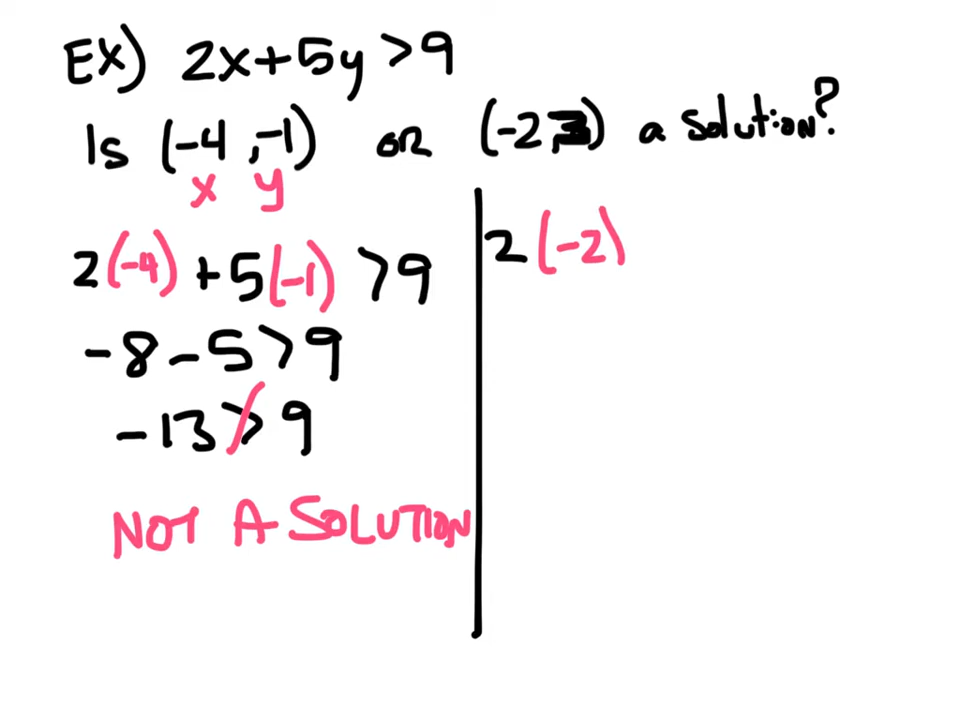 EX) 2x+5y>9
Is (-4,-1) or (-2,3) a solution?
x y
2(-4)+5(-1)>9
-8-5>9
-13≯9
NOT A SOLUTION
2(-2)